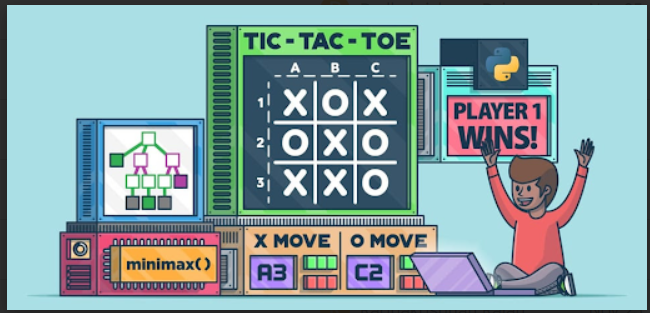 TIC - TAC - TOE
A B C
1 X O X
2 O X O
3 X X O
PLAYER 1
WINS!
minimax()
X MOVE O MOVE
A3 C2